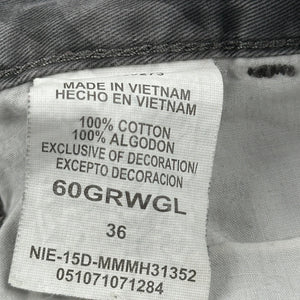 MADE IN VIETNAM
HECHO EN VIETNAM
100% COTTON
100% ALGODON
EXCLUSIVE OF DECORATION/
EXCEPTO DECORACION
60GRWGL
36
NIE-15D-MMMH31352
051071071284